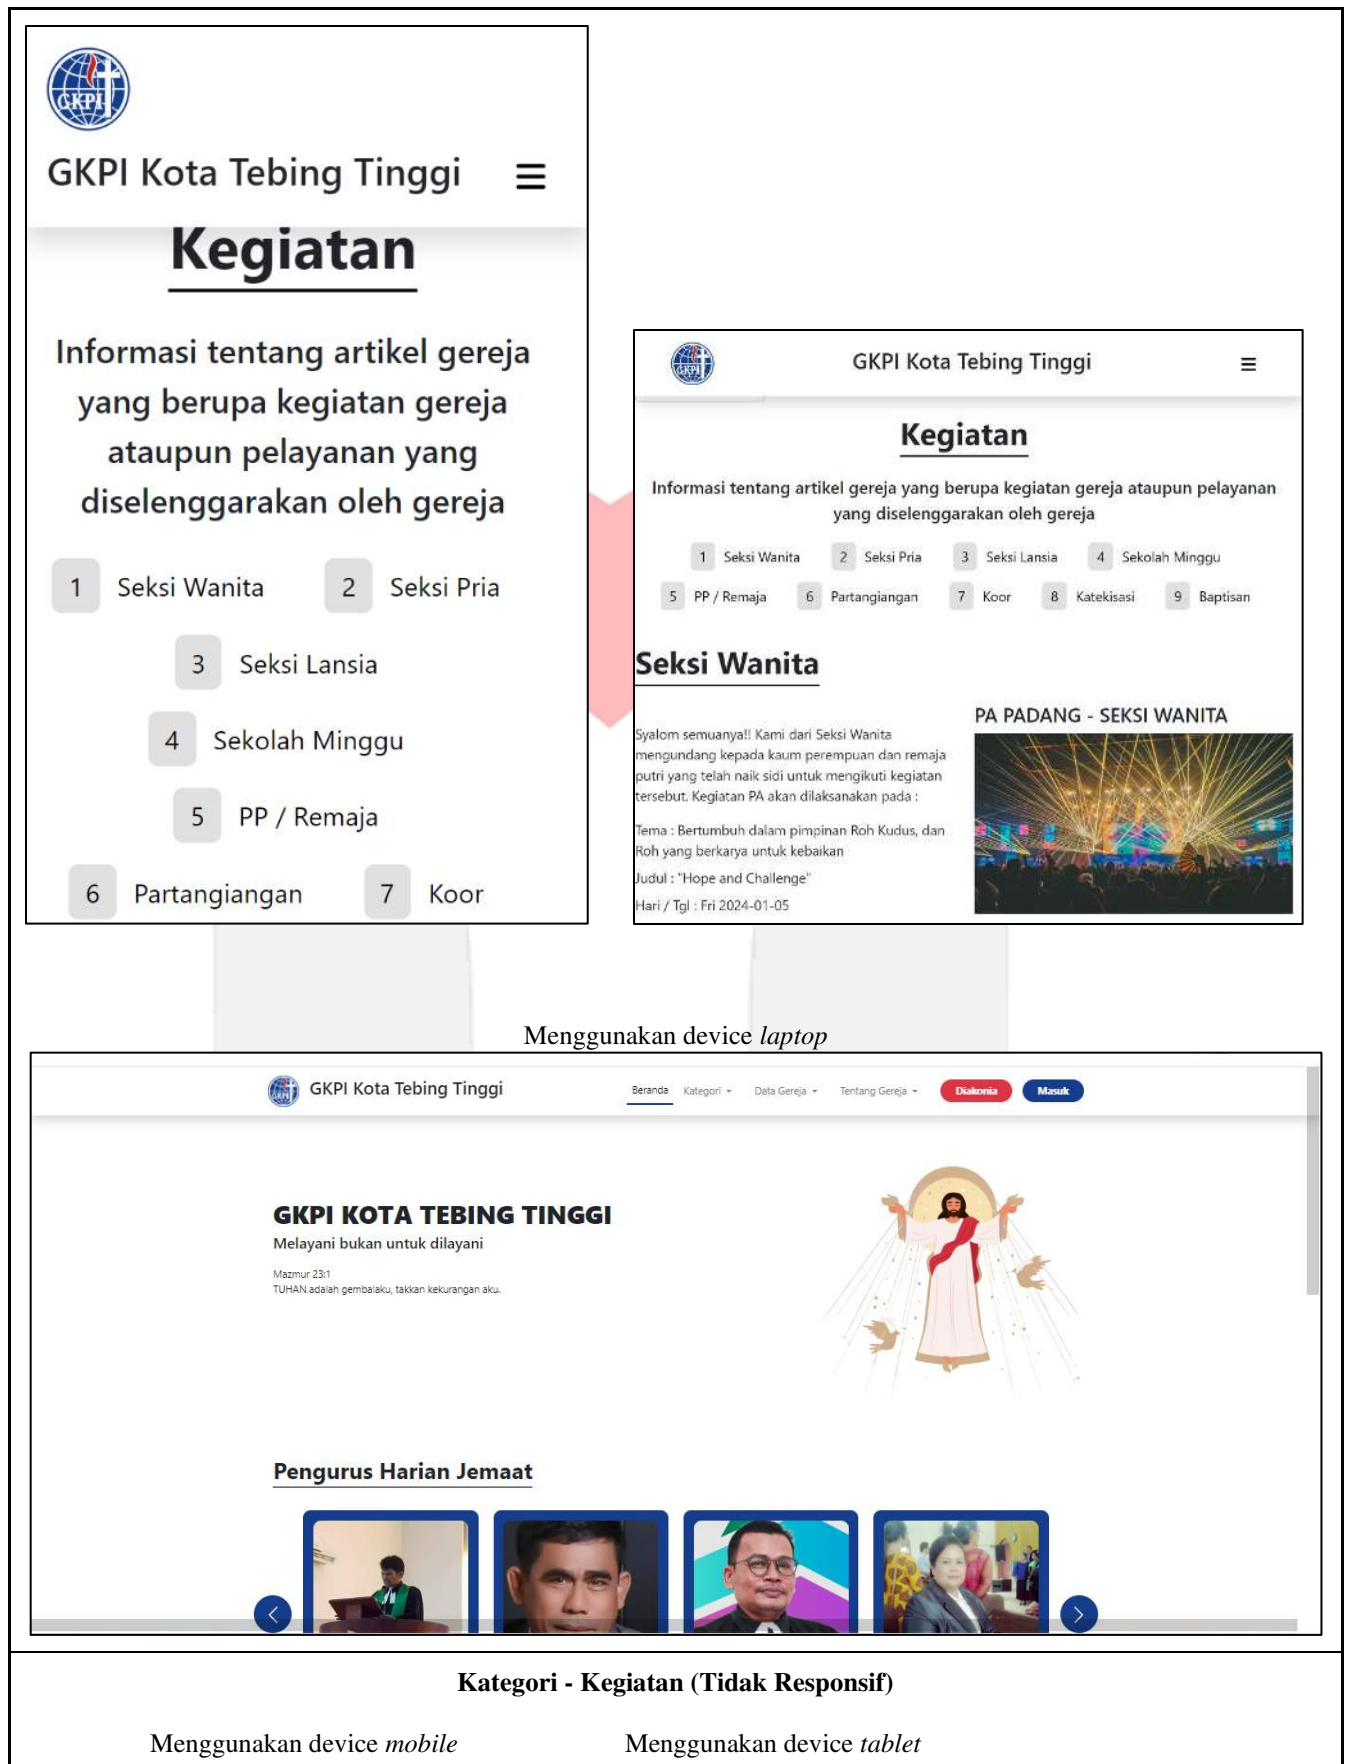 GKPI
GKPI Kota Tebing Tinggi
Kegiatan
Informasi tentang artikel gereja
yang berupa kegiatan gereja
ataupun pelayanan yang
diselenggarakan oleh gereja
1 Seksi Wanita 2 Seksi Pria
3 Seksi Lansia
4 Sekolah Minggu
5 PP / Remaja
6 Partangiangan 7 Koor
GKPI
GKPI Kota Tebing Tinggi
Kegiatan
Informasi tentang artikel gereja yang berupa kegiatan gereja ataupun pelayanan
yang diselenggarakan oleh gereja
1 Seksi Wanita 2 Seksi Pria 3 Seksi Lansia 4 Sekolah Minggu
5 PP / Remaja 6 Partangiangan 7 Koor 8 Katekisasi 9 Baptisan
Seksi Wanita
Syalom semuanya!! Kami dari Seksi Wanita
mengundang kepada kaum perempuan dan remaja
putri yang telah naik sidi untuk mengikuti kegiatan
tersebut. Kegiatan PA akan dilaksanakan pada :
Tema : Bertumbuh dalam pimpinan Roh Kudus, dan
Roh yang berkarya untuk kebaikan
Judul : "Hope and Challenge"
Hari / Tgl : Fri 2024-01-05
PA PADANG - SEKSI WANITA
Menggunakan device laptop
GKPI
GKPI Kota Tebing Tinggi
Beranda Kategori Data Gereja Tentang Gereja Diakonia Masuk
GKPI KOTA TEBING TINGGI
Melayani bukan untuk dilayani
Mazmur 23:1
TUHAN adalah gembalaku, takkan kekurangan aku.
Pengurus Harian Jemaat
Kategori - Kegiatan (Tidak Responsif)
Menggunakan device mobile Menggunakan device tablet